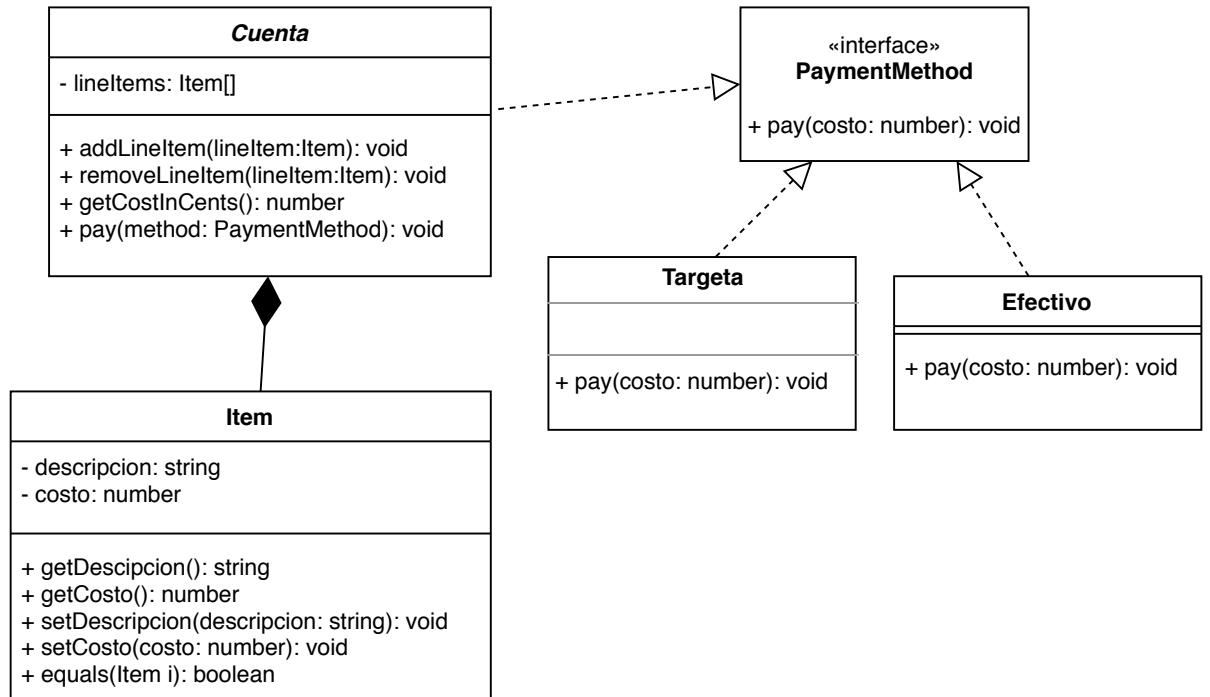 Cuenta
- lineItems: Item[]
+ addLineItem(lineItem:Item): void
+ removeLineItem(lineItem:Item): void
+ getCostInCents(): number
+ pay(method: PaymentMethod): void
«interface»
PaymentMethod
+ pay(costo: number): void
Targeta
+ pay(costo: number): void
Efectivo
+ pay(costo: number): void
Item
- descripcion: string
- costo: number
+ getDescipcion(): string
+ getCosto(): number
+ setDescripcion(descripcion: string): void
+ setCosto(costo: number): void
+ equals(Item i): boolean